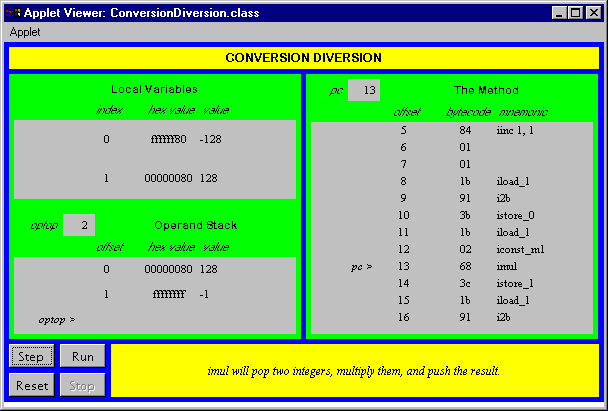 Applet Viewer: ConversionDiversion.class
Applet
CONVERSION DIVERSION
Local Variables
index hex value value
0 ffffff80 -128
1 00000080 128
optop 2 Operand Stack
offset hex value value
0 00000080 128
1 ffffffff -1
optop >
pc 13 The Method
offset bytecode mnemonic
5 84 iinc 1, 1
6 01
7 01
8 1b iload_1
9 91 i2b
10 3b istore_0
11 1b iload_1
12 02 iconst_m1
pc > 13 68 imul
14 3c istore_1
15 1b iload_1
16 91 i2b
Step Run
Reset Stop
imul will pop two integers, multiply them, and push the result.